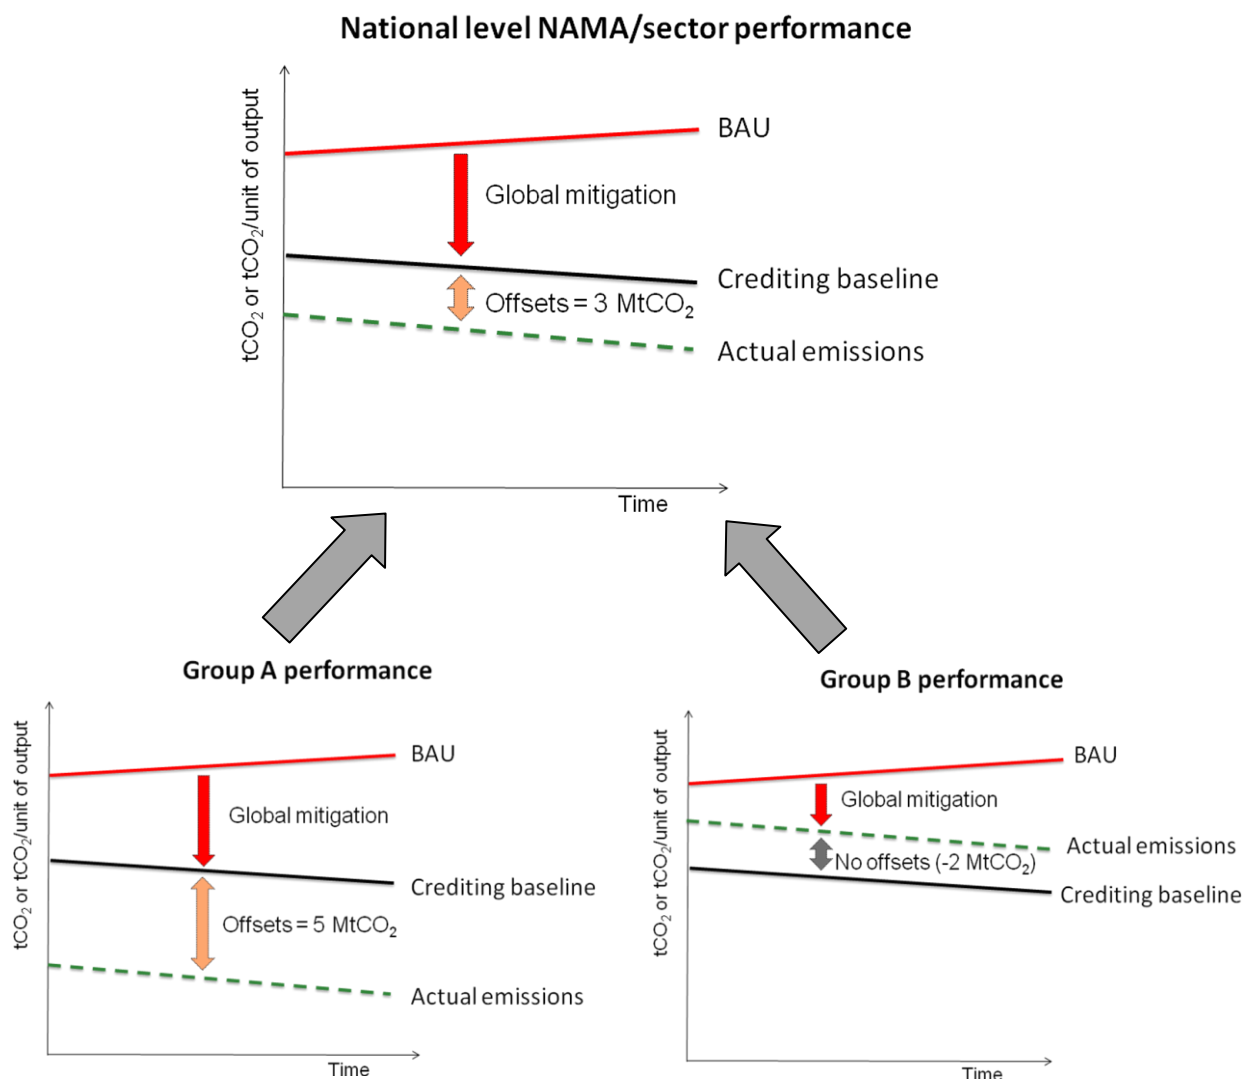 National level NAMA/sector performance
tCO2 or tCO2/unit of output
BAU
Global mitigation
Crediting baseline
Offsets = 3 MtCO2
Actual emissions
Time
Group A performance
tCO2 or tCO2/unit of output
BAU
Global mitigation
Crediting baseline
Offsets = 5 MtCO2
Actual emissions
Time
Group B performance
tCO2 or tCO2/unit of output
BAU
Global mitigation
Actual emissions
No offsets (-2 MtCO2)
Crediting baseline
Time